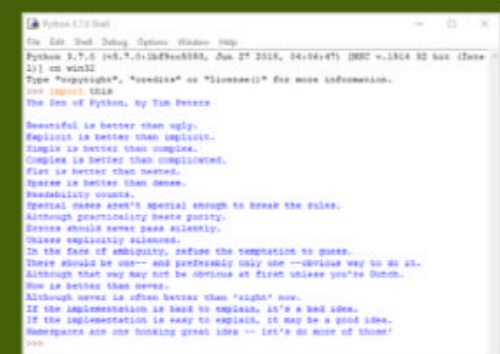 Python 3.7.0 Shell
File Edit Shell Debug Options Window Help
Python 3.7.0 (v3.7.0:1bf9cc5093, Jun 27 2018, 04:06:47) [MSC v.1914 32 bit (Inte
l)] on win32
Type "copyright", "credits" or "license()" for more information.
>>> import this
The Zen of Python, by Tim Peters

Beautiful is better than ugly.
Explicit is better than implicit.
Simple is better than complex.
Complex is better than complicated.
Flat is better than nested.
Sparse is better than dense.
Readability counts.
Special cases aren't special enough to break the rules.
Although practicality beats purity.
Errors should never pass silently.
Unless explicitly silenced.
In the face of ambiguity, refuse the temptation to guess.
There should be one-- and preferably only one --obvious way to do it.
Although that way may not be obvious at first unless you're Dutch.
Now is better than never.
Although never is often better than *right* now.
If the implementation is hard to explain, it's a bad idea.
If the implementation is easy to explain, it may be a good idea.
Namespaces are one honking great idea -- let's do more of those!
>>>